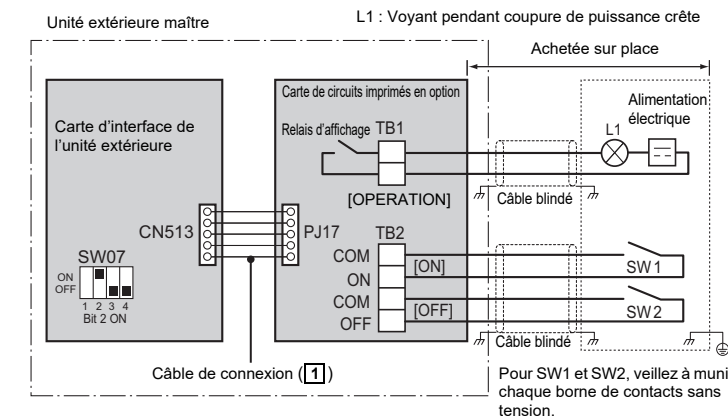 Unité extérieure maître
L1 : Voyant pendant coupure de puissance crête
Achetée sur place
Carte d'interface de
l'unité extérieure
Carte de circuits imprimés en option
Relais d'affichage
TB1
[OPERATION]
L1
Alimentation
électrique
Câble blindé
CN513
PJ17
TB2
COM
ON
COM
OFF
[ON]
[OFF]
SW1
SW2
SW07
ON
OFF
1 2 3 4
Bit 2 ON
Câble blindé
Câble de connexion ( 1 )
Pour SW1 et SW2, veillez à muni
chaque borne de contacts sans
tension.